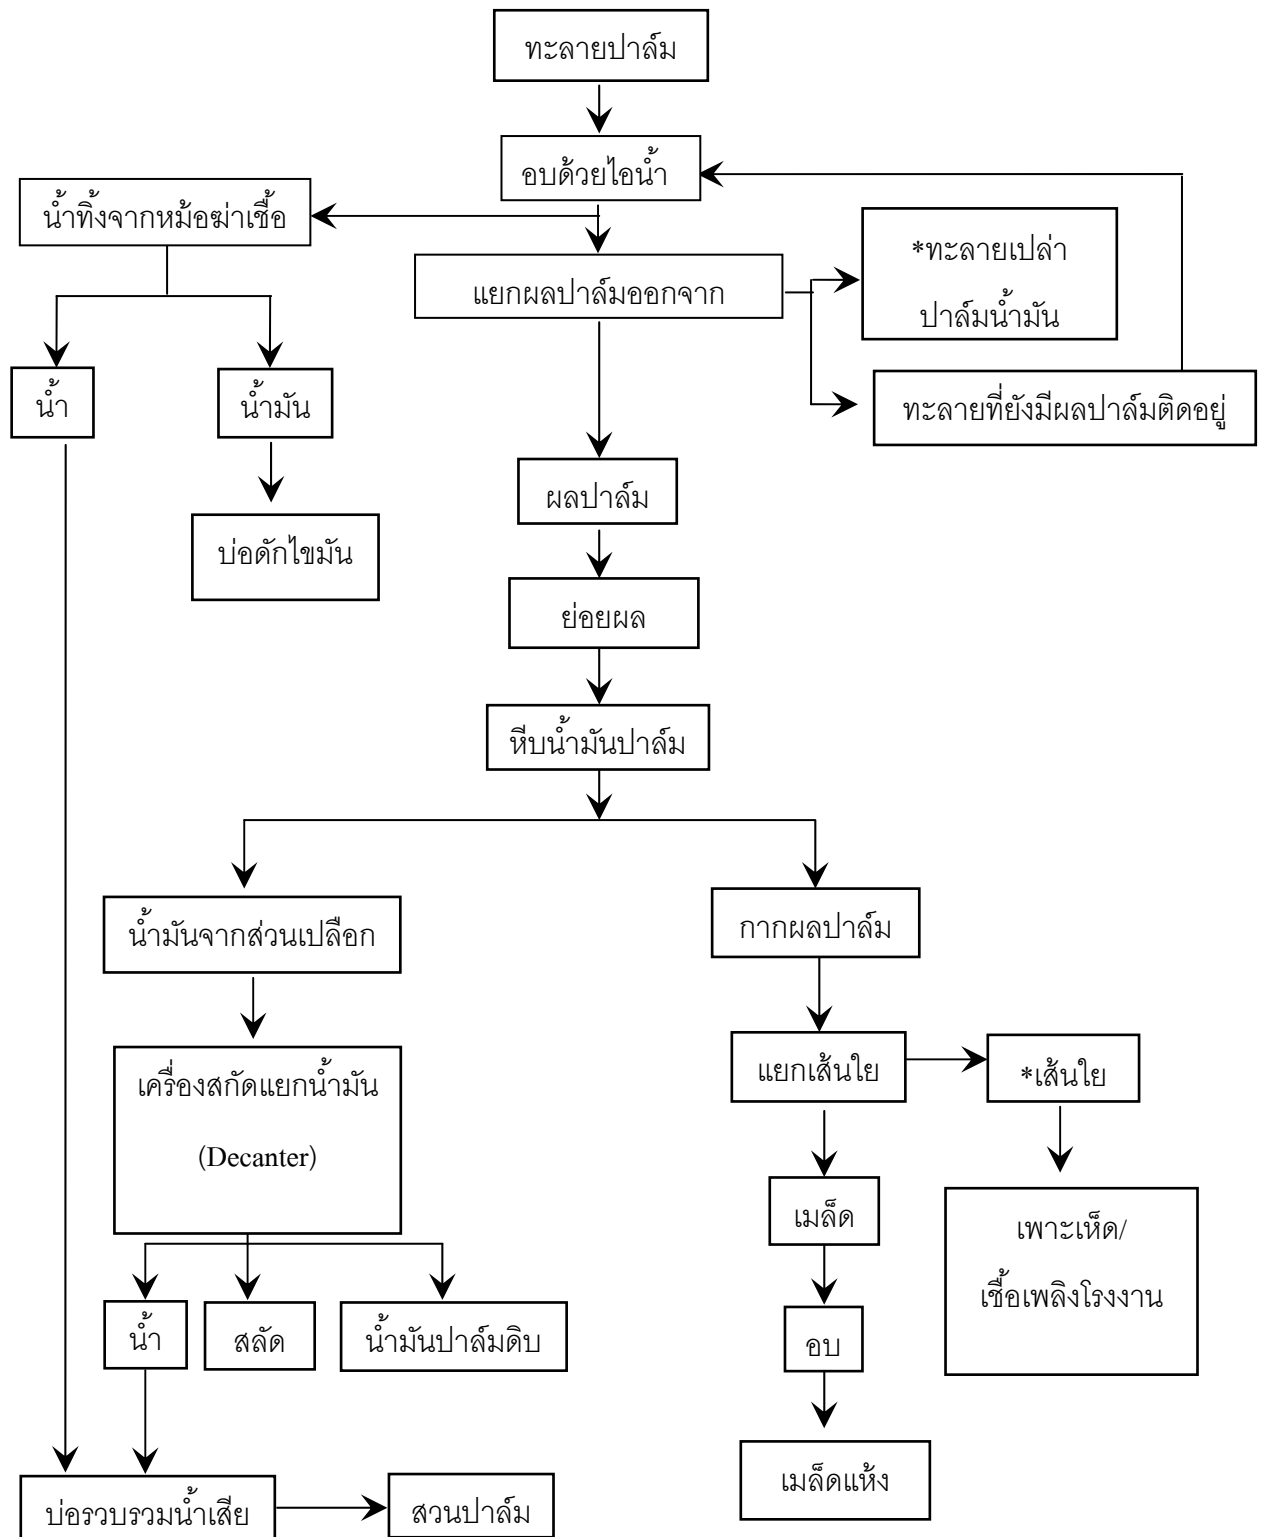 ทะลายปาล์ม
อบด้วยไอน้ำ
น้ำทิ้งจากหม้อฆ่าเชื้อ
*ทะลายเปล่า
ปาล์มน้ำมัน
แยกผลปาล์มออกจาก
น้ำ
น้ำมัน
ทะลายที่ยังมีผลปาล์มติดอยู่
ผลปาล์ม
บ่อดักไขมัน
ย่อยผล
หีบน้ำมันปาล์ม
น้ำมันจากส่วนเปลือก
กากผลปาล์ม
เครื่องสกัดแยกน้ำมัน
(Decanter)
แยกเส้นใย
*เส้นใย
เมล็ด
เพาะเห็ด/
เชื้อเพลิงโรงงาน
น้ำ
สลัด
น้ำมันปาล์มดิบ
อบ
เมล็ดแห้ง
บ่อรวบรวมน้ำเสีย
สวนปาล์ม